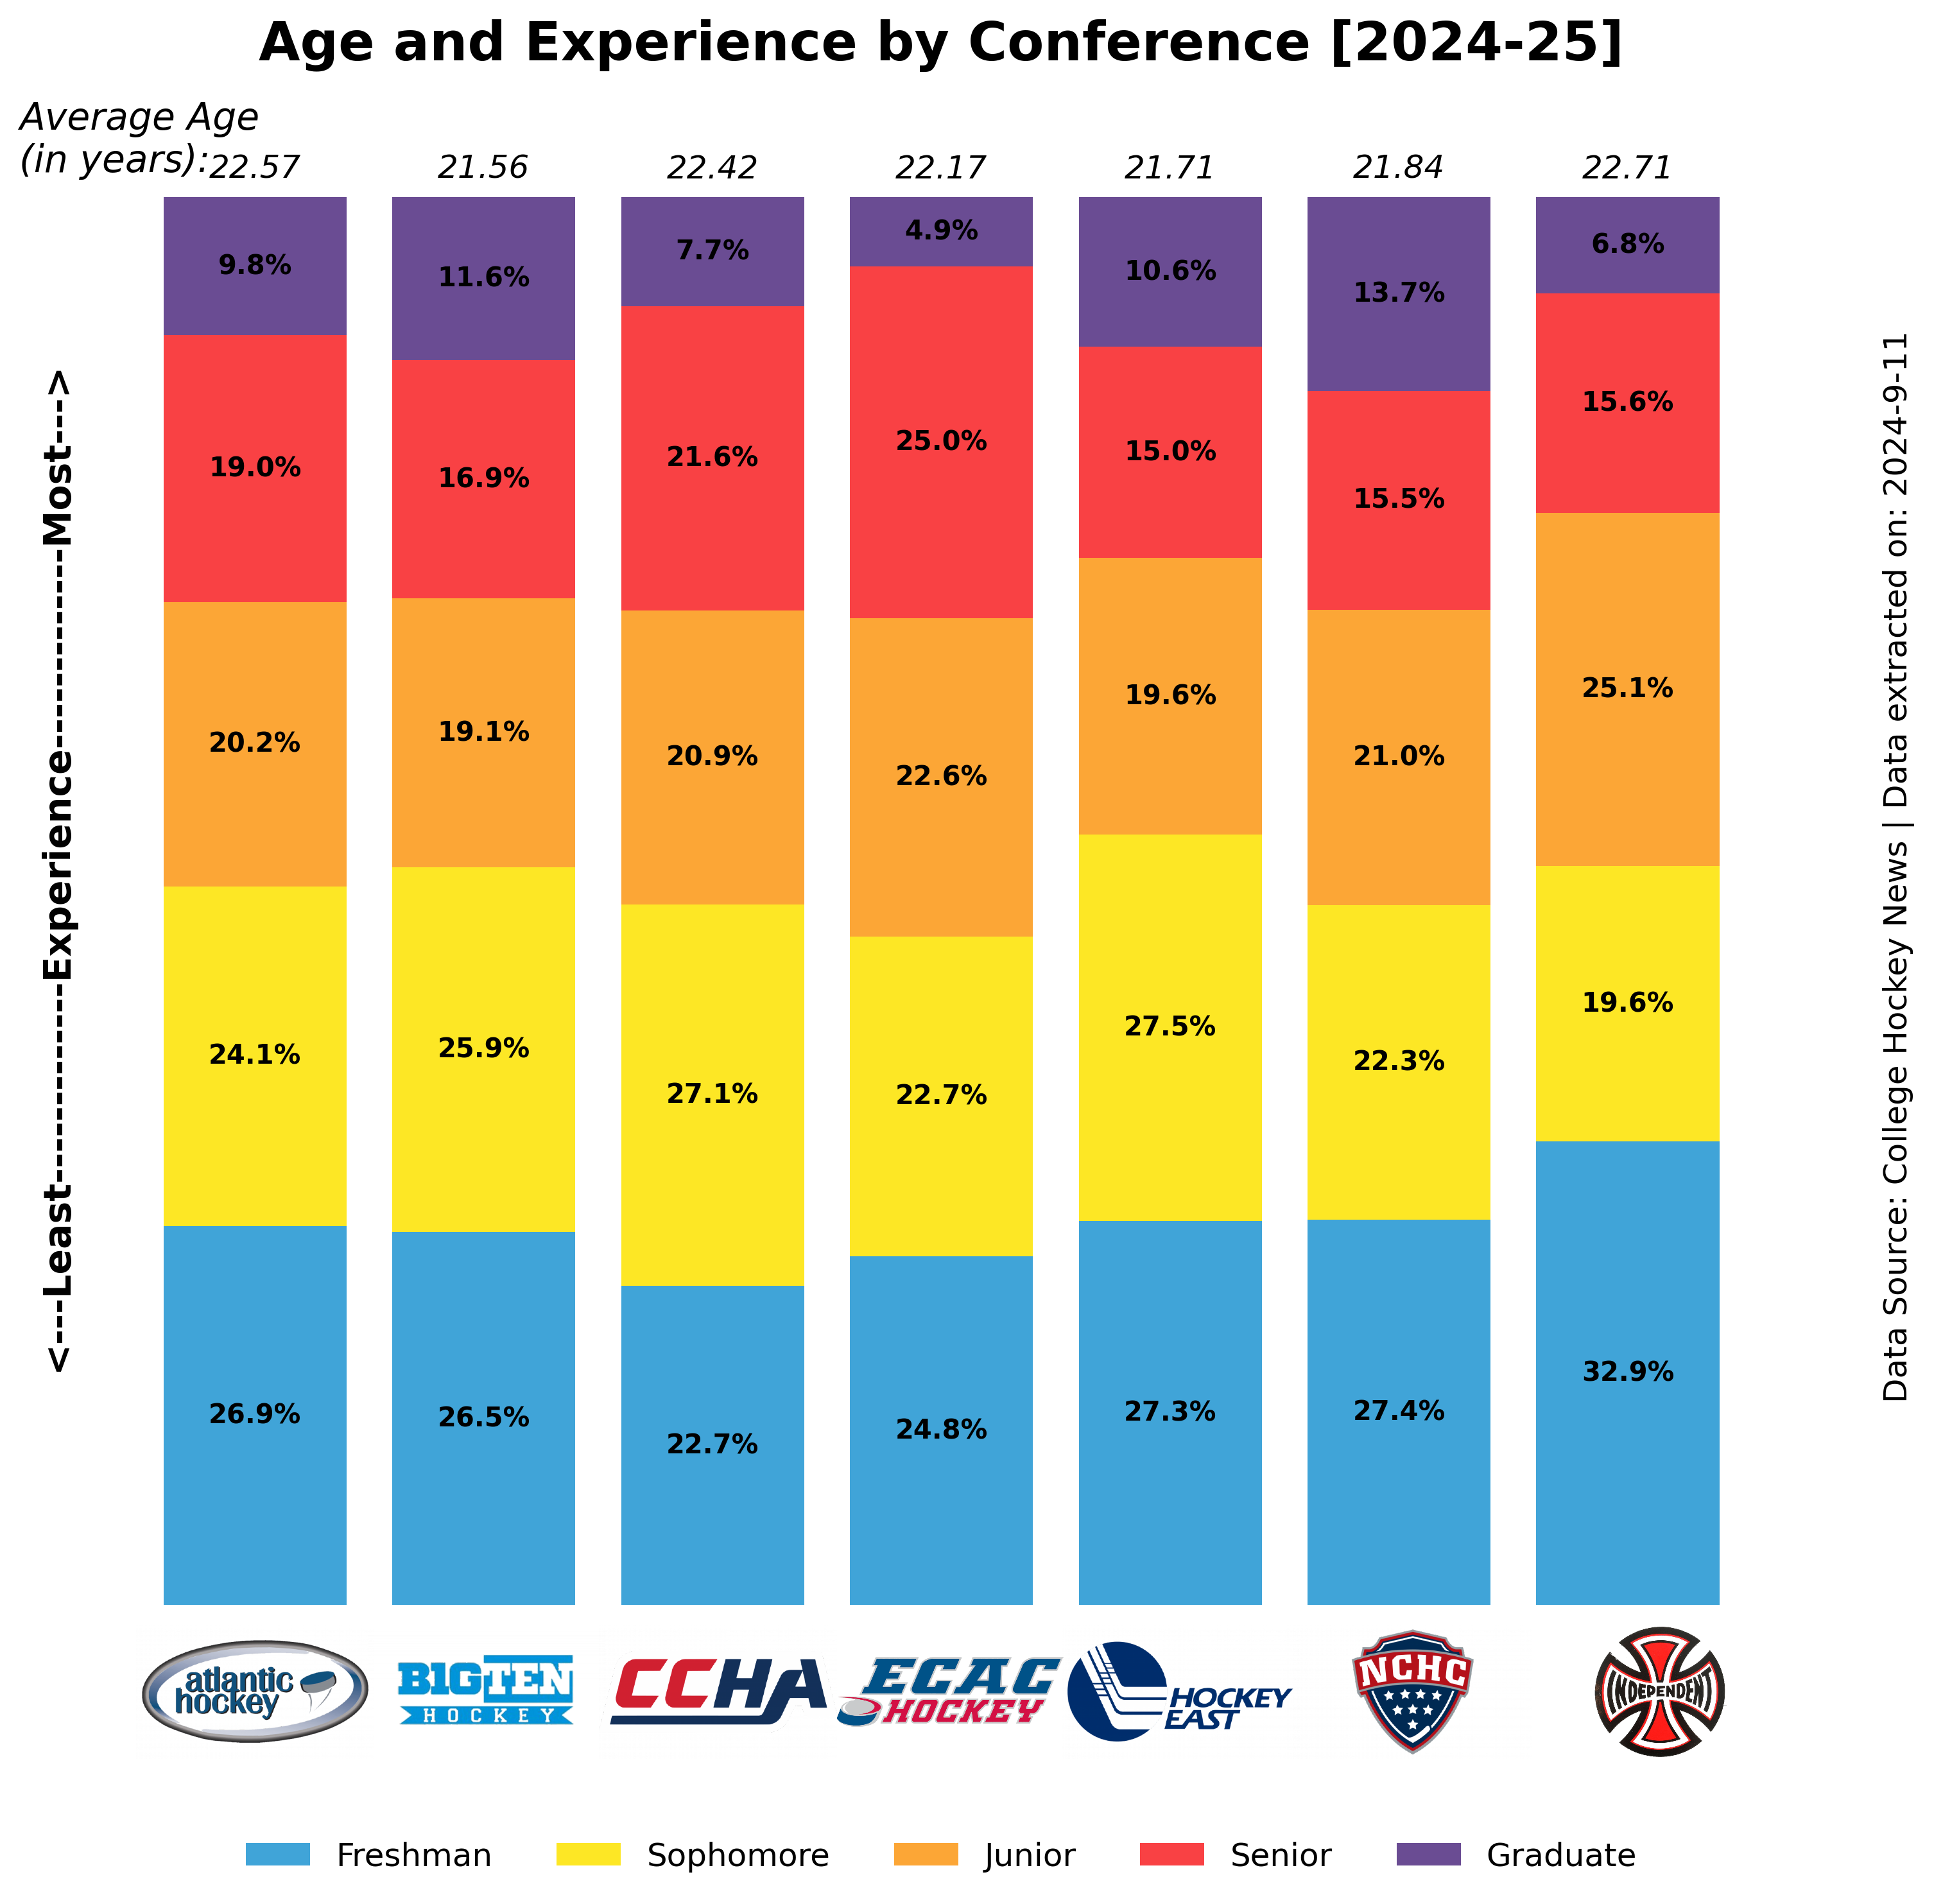 Age and Experience by Conference [2024-25]
Average Age
(in years):
22.57 21.56 22.42 22.17 21.71 21.84 22.71
9.8% 11.6% 7.7% 4.9% 10.6% 13.7% 6.8%
19.0% 16.9% 21.6% 25.0% 15.0% 15.5% 15.6%
20.2% 19.1% 20.9% 22.6% 19.6% 21.0% 25.1%
24.1% 25.9% 27.1% 22.7% 27.5% 22.3% 19.6%
26.9% 26.5% 22.7% 24.8% 27.3% 27.4% 32.9%
<---Least-------------Experience-------------Most--->
Data Source: College Hockey News | Data extracted on: 2024-9-11
atlantic
hockey
B1G TEN
HOCKEY
CCHA
ECAC
HOCKEY
HOCKEY
EAST
NCHC
INDEPENDENT
Freshman Sophomore Junior Senior Graduate